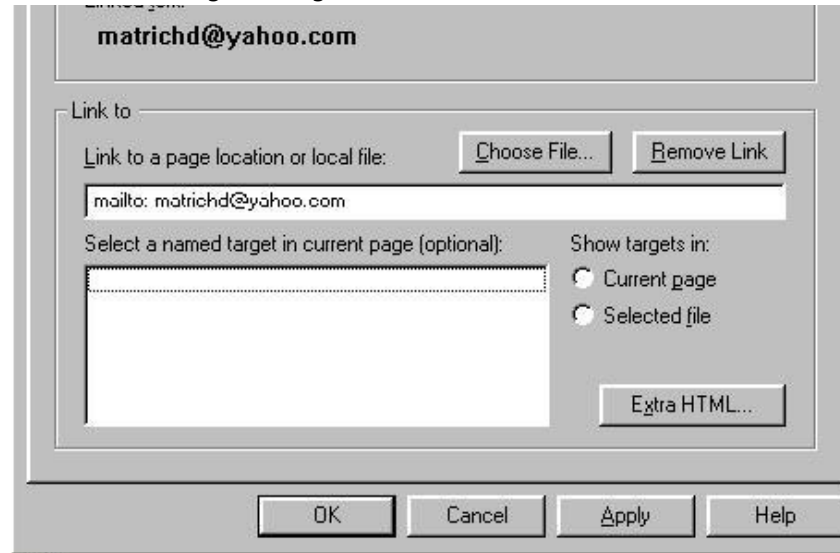 matrichd@yahoo.com
Link to
Link to a page location or local file:
Choose File...
Remove Link
mailto: matrichd@yahoo.com
Select a named target in current page (optional):
Show targets in:
Current page
Selected file
Extra HTML...
OK
Cancel
Apply
Help